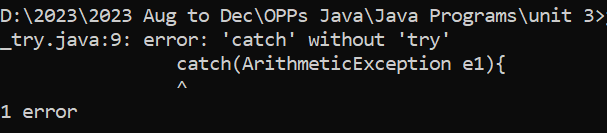 D:\2023\2023 Aug to Dec\OPPs Java\Java Programs\unit 3>
_try.java:9: error: 'catch' without 'try'
catch(ArithmeticException e1){
^
1 error